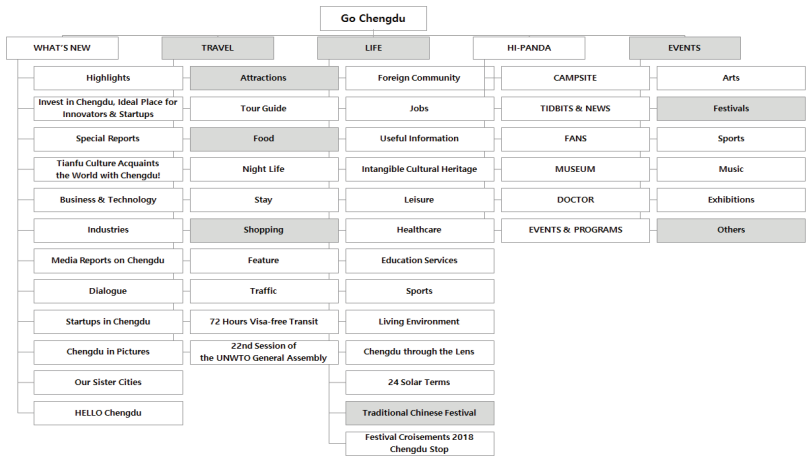 Go Chengdu
WHAT'S NEW
TRAVEL
LIFE
HI-PANDA
EVENTS
Highlights
Invest in Chengdu, Ideal Place for
Innovators & Startups
Special Reports
Tianfu Culture Acquaints
the World with Chengdu!
Business & Technology
Industries
Media Reports on Chengdu
Dialogue
Startups in Chengdu
Chengdu in Pictures
Our Sister Cities
HELLO Chengdu
Attractions
Tour Guide
Food
Night Life
Stay
Shopping
Feature
Traffic
72 Hours Visa-free Transit
22nd Session of
the UNWTO General Assembly
Foreign Community
Jobs
Useful Information
Intangible Cultural Heritage
Leisure
Healthcare
Education Services
Sports
Living Environment
Chengdu through the Lens
24 Solar Terms
Traditional Chinese Festival
Festival Croisements 2018
Chengdu Stop
CAMPSITE
TIDBITS & NEWS
FANS
MUSEUM
DOCTOR
EVENTS & PROGRAMS
Arts
Festivals
Sports
Music
Exhibitions
Others